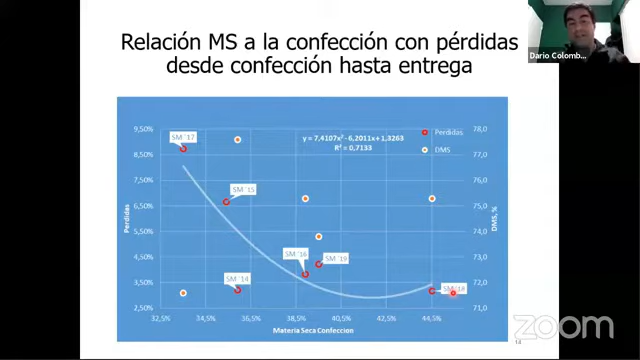 Relación MS a la confección con pérdidas
desde confección hasta entrega
Dario Colomb...
9,50%
8,50%
7,50%
6,50%
5,50%
4,50%
3,50%
2,50%
Perdidas
78,0
77,0
76,0
75,0
74,0
73,0
72,0
71,0
DMS, %
y = 7,4107x² - 6,2011x + 1,3263
R² = 0,7133
Perdidas
DMS
SM ´17
SM ´15
SM ´16
SM ´19
SM ´14
SM ´18
32,5%
34,5%
36,5%
38,5%
40,5%
42,5%
44,5%
Materia Seca Confeccion
zoom
14